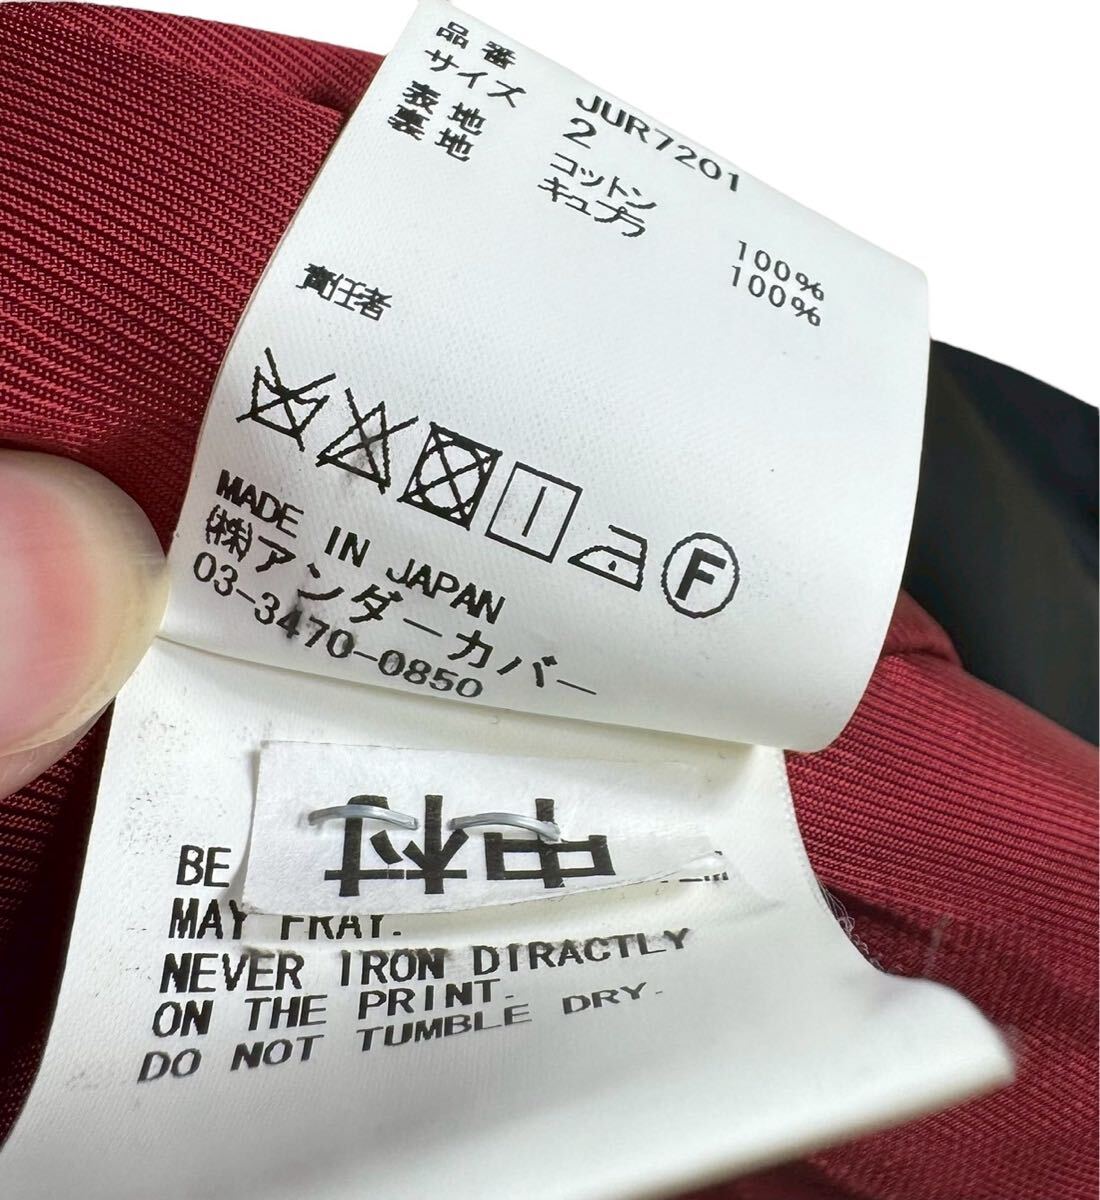 品番 JUR7201
サイズ 2
表地 コットン 100%
裏地 キュプラ 100%
責任者
F
MADE IN JAPAN
(株)アンダーカバー
03-3470-0850
BE
MAY FRAY.
NEVER IRON DIRACTLY
ON THE PRINT.
DO NOT TUMBLE DRY.